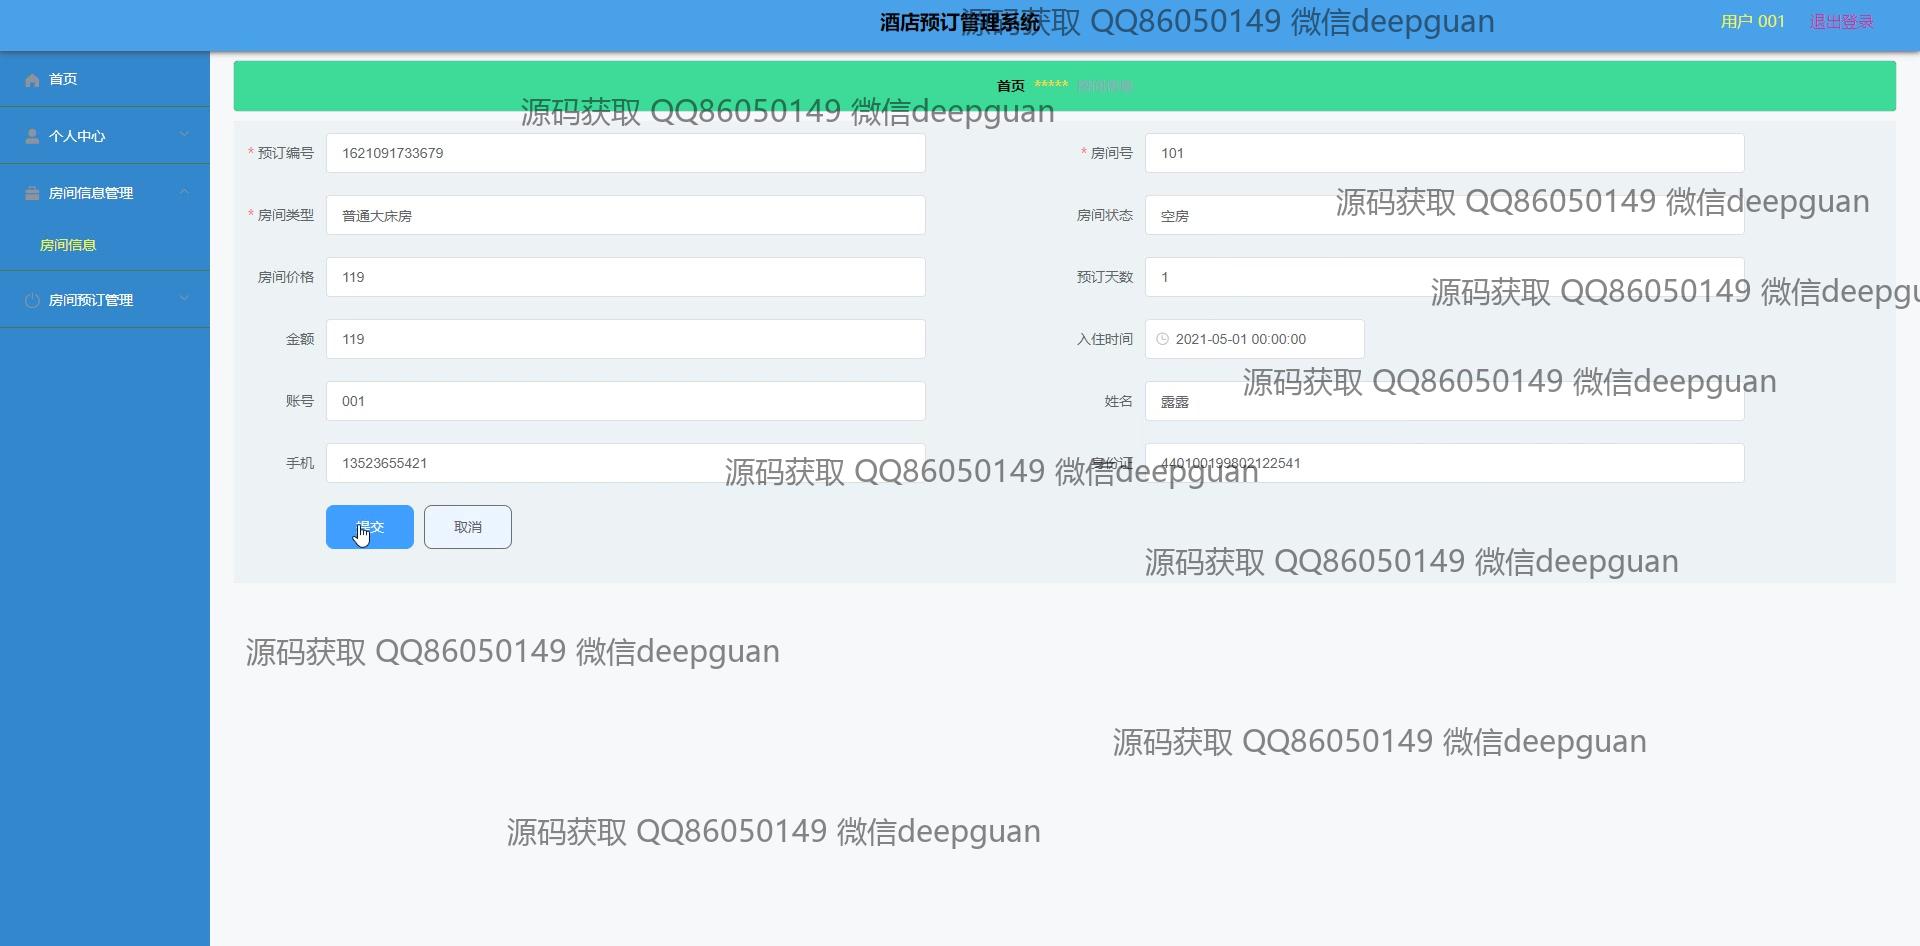 酒店预订管理系统
源码获取 QQ86050149 微信deepguan
用户 001
退出登录
首页
个人中心
房间信息管理
房间信息
房间预订管理
首页 ***** 房间信息
源码获取 QQ86050149 微信deepguan
* 预订编号 1621091733679
* 房间号 101
* 房间类型 普通大床房
房间状态 空房
源码获取 QQ86050149 微信deepguan
房间价格 119
预订天数 1
源码获取 QQ86050149 微信deepgu
金额 119
入住时间 2021-05-01 00:00:00
源码获取 QQ86050149 微信deepguan
账号 001
姓名 露露
手机 13523655421
身份证 440100199802122541
源码获取 QQ86050149 微信deepguan
提交 取消
源码获取 QQ86050149 微信deepguan
源码获取 QQ86050149 微信deepguan
源码获取 QQ86050149 微信deepguan
源码获取 QQ86050149 微信deepguan